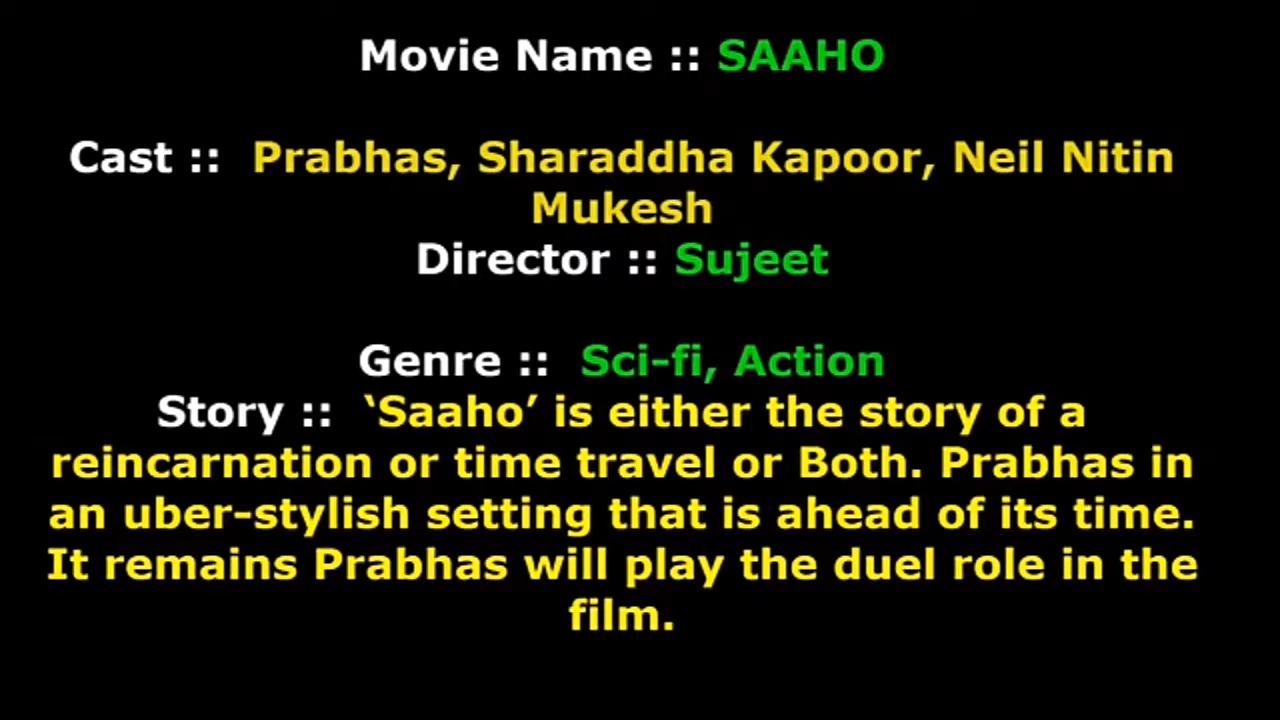 Movie Name :: SAAHO
Cast :: Prabhas, Sharaddha Kapoor, Neil Nitin
Mukesh
Director :: Sujeet
Genre :: Sci-fi, Action
Story :: ‘Saaho’ is either the story of a
reincarnation or time travel or Both. Prabhas in
an uber-stylish setting that is ahead of its time.
It remains Prabhas will play the duel role in the
film.